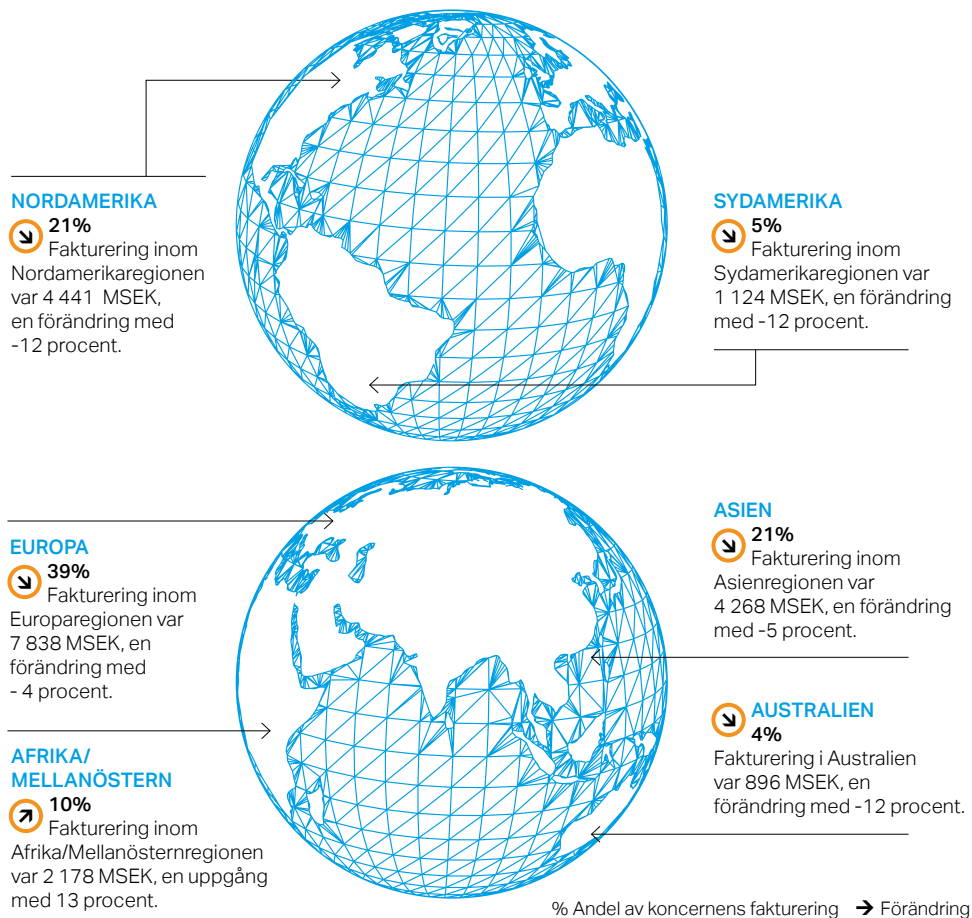 NORDAMERIKA
21%
Fakturering inom
Nordamerikaregionen
var 4 441 MSEK,
en förändring med
-12 procent.
SYDAMERIKA
5%
Fakturering inom
Sydamerikaregionen var
1 124 MSEK, en förändring
med -12 procent.
EUROPA
39%
Fakturering inom
Europaregionen var
7 838 MSEK, en
förändring med
- 4 procent.
ASIEN
21%
Fakturering inom
Asienregionen var
4 268 MSEK, en förändring
med -5 procent.
AFRIKA/
MELLANÖSTERN
10%
Fakturering inom
Afrika/Mellanösternregionen
var 2 178 MSEK, en uppgång
med 13 procent.
AUSTRALIEN
4%
Fakturering i Australien
var 896 MSEK, en
förändring med -12 procent.
% Andel av koncernens fakturering → Förändring